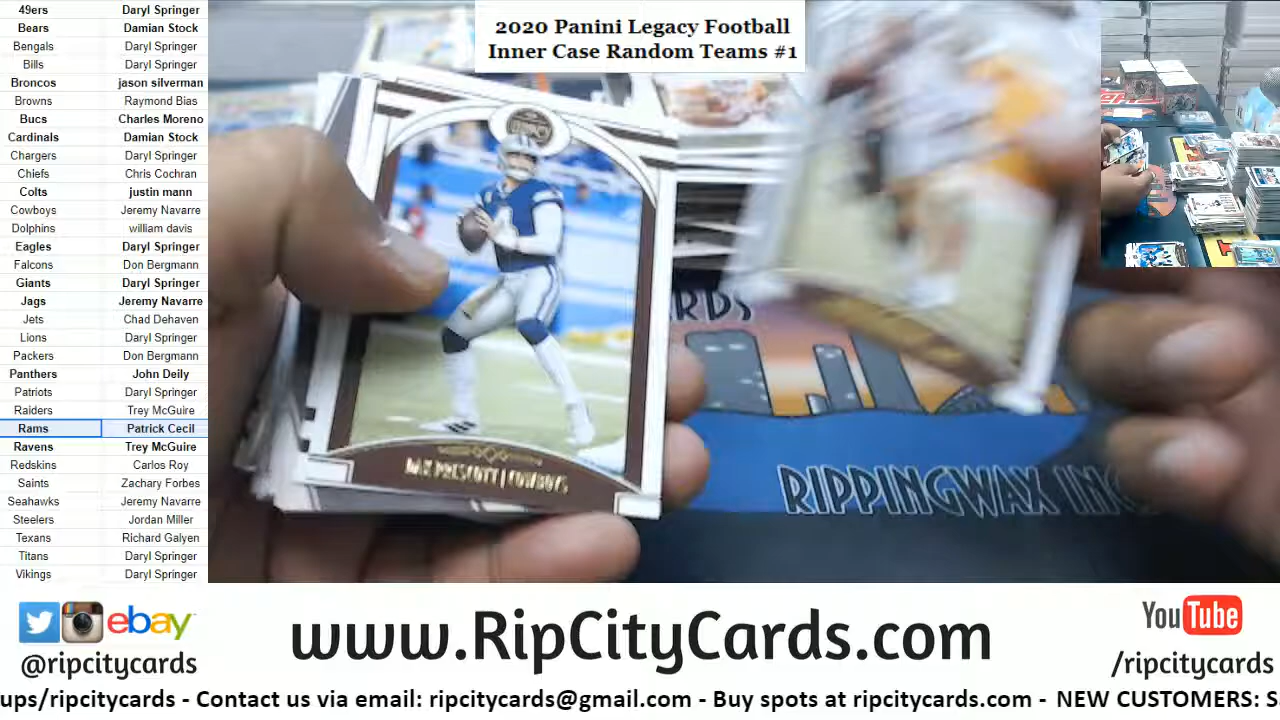 49ers Daryl Springer
Bears Damian Stock
Bengals Daryl Springer
Bills Daryl Springer
Broncos jason silverman
Browns Raymond Bias
Bucs Charles Moreno
Cardinals Damian Stock
Chargers Daryl Springer
Chiefs Chris Cochran
Colts justin mann
Cowboys Jeremy Navarre
Dolphins william davis
Eagles Daryl Springer
Falcons Don Bergmann
Giants Daryl Springer
Jags Jeremy Navarre
Jets Chad Dehaven
Lions Daryl Springer
Packers Don Bergmann
Panthers John Deily
Patriots Daryl Springer
Raiders Trey McGuire
Rams Patrick Cecil
Ravens Trey McGuire
Redskins Carlos Roy
Saints Zachary Forbes
Seahawks Jeremy Navarre
Steelers Jordan Miller
Texans Richard Galyen
Titans Daryl Springer
Vikings Daryl Springer
2020 Panini Legacy Football
Inner Case Random Teams #1
DAK PRESCOTT | COWBOYS
RDS
RIPPINGWAX INC
ebay
@ripcitycards
www.RipCityCards.com
YouTube
/ripcitycards
ups/ripcitycards - Contact us via email: ripcitycards@gmail.com - Buy spots at ripcitycards.com - NEW CUSTOMERS: S